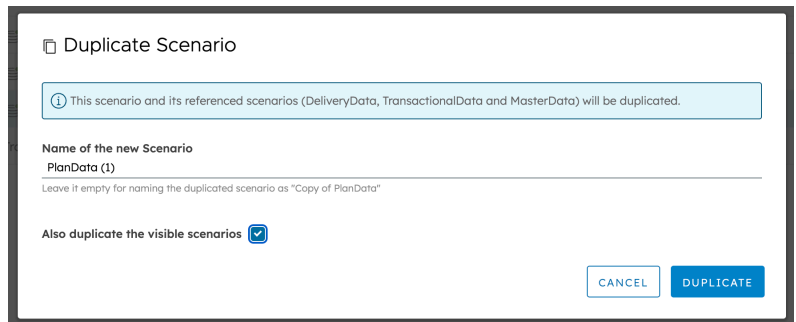 Duplicate Scenario
This scenario and its referenced scenarios (DeliveryData, TransactionalData and MasterData) will be duplicated.
Name of the new Scenario
PlanData (1)
Leave it empty for naming the duplicated scenario as "Copy of PlanData"
Also duplicate the visible scenarios
CANCEL
DUPLICATE